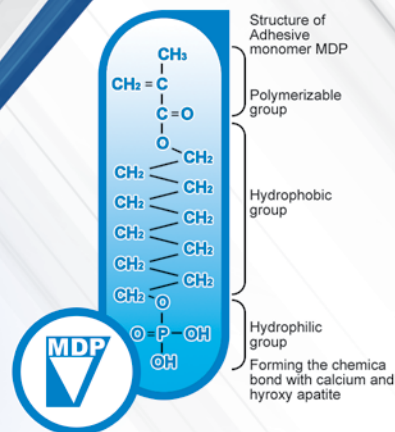 Structure of
Adhesive
monomer MDP
CH₃
CH₂ = C
Polymerizable
group
C = O
O
CH₂
CH₂
CH₂
CH₂
Hydrophobic
group
CH₂
CH₂
CH₂
CH₂
CH₂
CH₂
O
MDP
O = P — OH
OH
Hydrophilic
group
Forming the chemica
bond with calcium and
hyroxy apatite